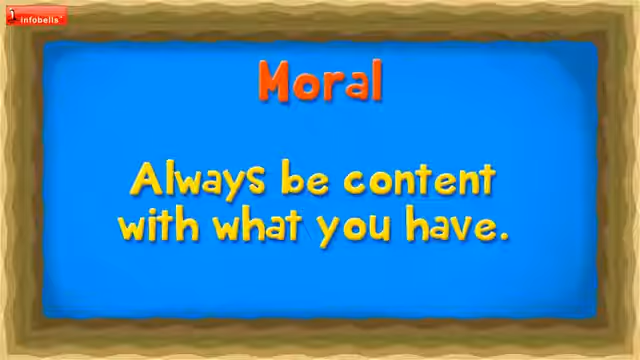 infobells
Moral
Always be content
with what you have.